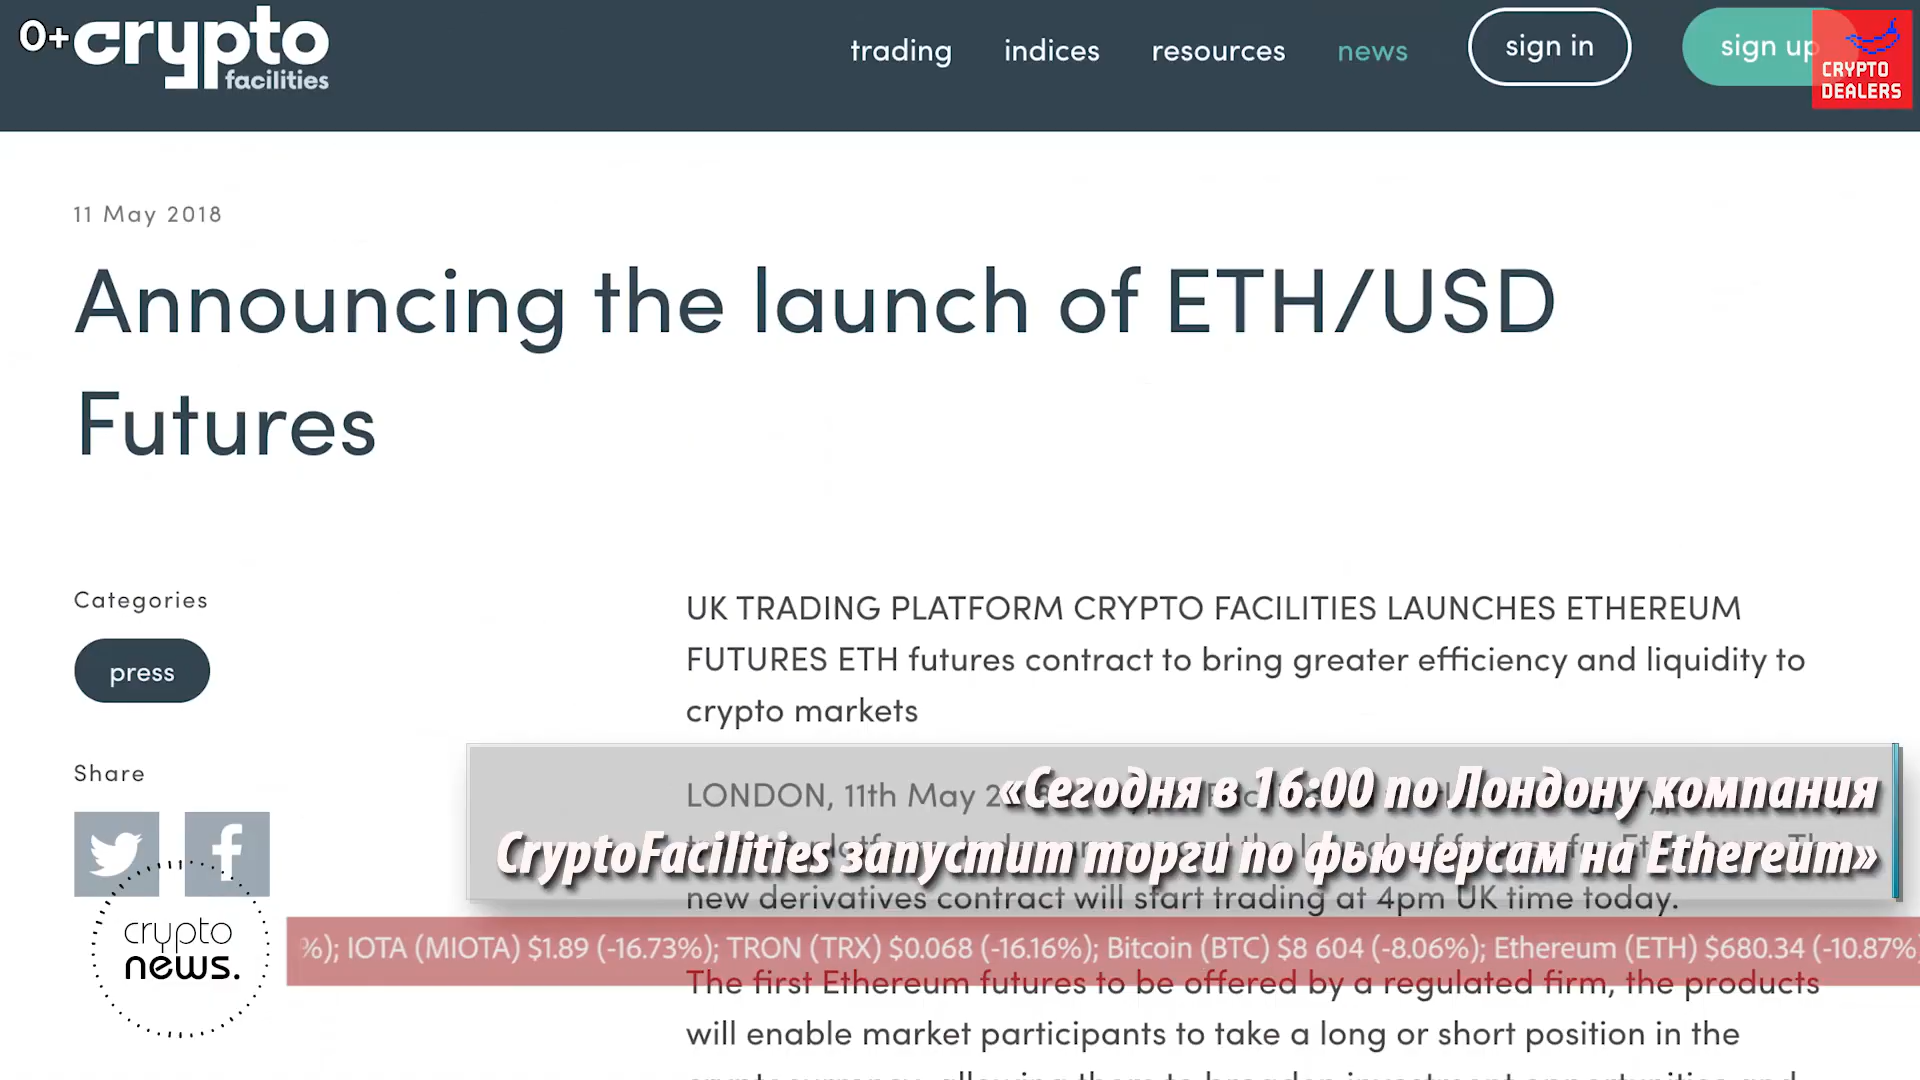 0+
crypto
facilities
trading indices resources news sign in sign up
CRYPTO
DEALERS
11 May 2018
Announcing the launch of ETH/USD
Futures
Categories
press
UK TRADING PLATFORM CRYPTO FACILITIES LAUNCHES ETHEREUM
FUTURES ETH futures contract to bring greater efficiency and liquidity to
crypto markets
Share
LONDON, 11th May
«Сегодня в 16:00 по Лондону компания
CryptoFacilities запустит торги по фьючерсам на Ethereum»
new derivatives contract will start trading at 4pm UK time today.
crypto
news.
%); IOTA (MIOTA) $1.89 (-16.73%); TRON (TRX) $0.068 (-16.16%); Bitcoin (BTC) $8 604 (-8.06%); Ethereum (ETH) $680.34 (-10.87%)
The first Ethereum futures to be offered by a regulated firm, the products
will enable market participants to take a long or short position in the